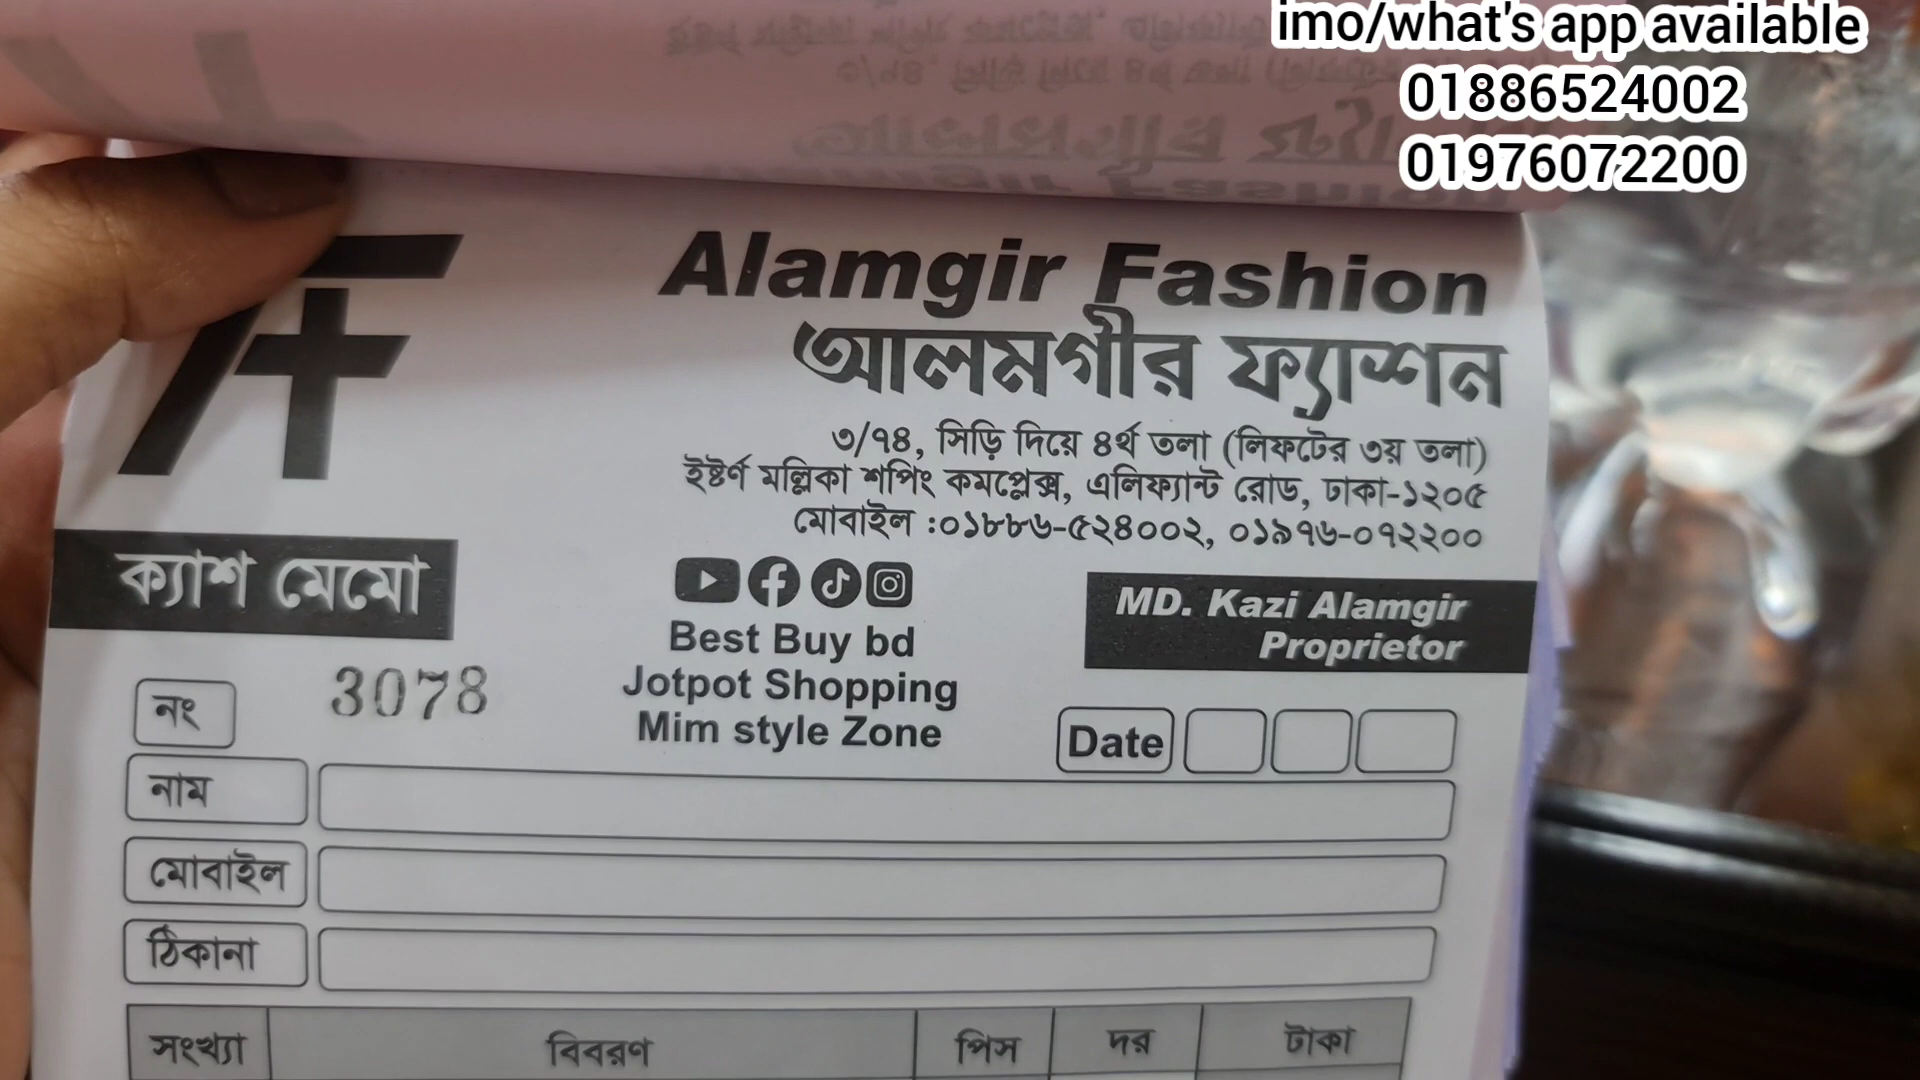 imo/what's app available
01886524002
01976072200
Alamgir Fashion
আলমগীর ফ্যাশন
৩/৭৪, সিড়ি দিয়ে ৪র্থ তলা (লিফটের ৩য় তলা)
ইষ্টর্ণ মল্লিকা শপিং কমপ্লেক্স, এলিফ্যান্ট রোড, ঢাকা-১২০৫
মোবাইল :০১৮৮৬-৫২৪০০২, ০১৯৭৬-০৭২২০০
ক্যাশ মেমো
MD. Kazi Alamgir
Proprietor
Best Buy bd
Jotpot Shopping
Mim style Zone
নং 3078
Date
নাম
মোবাইল
ঠিকানা
সংখ্যা বিবরণ পিস দর টাকা